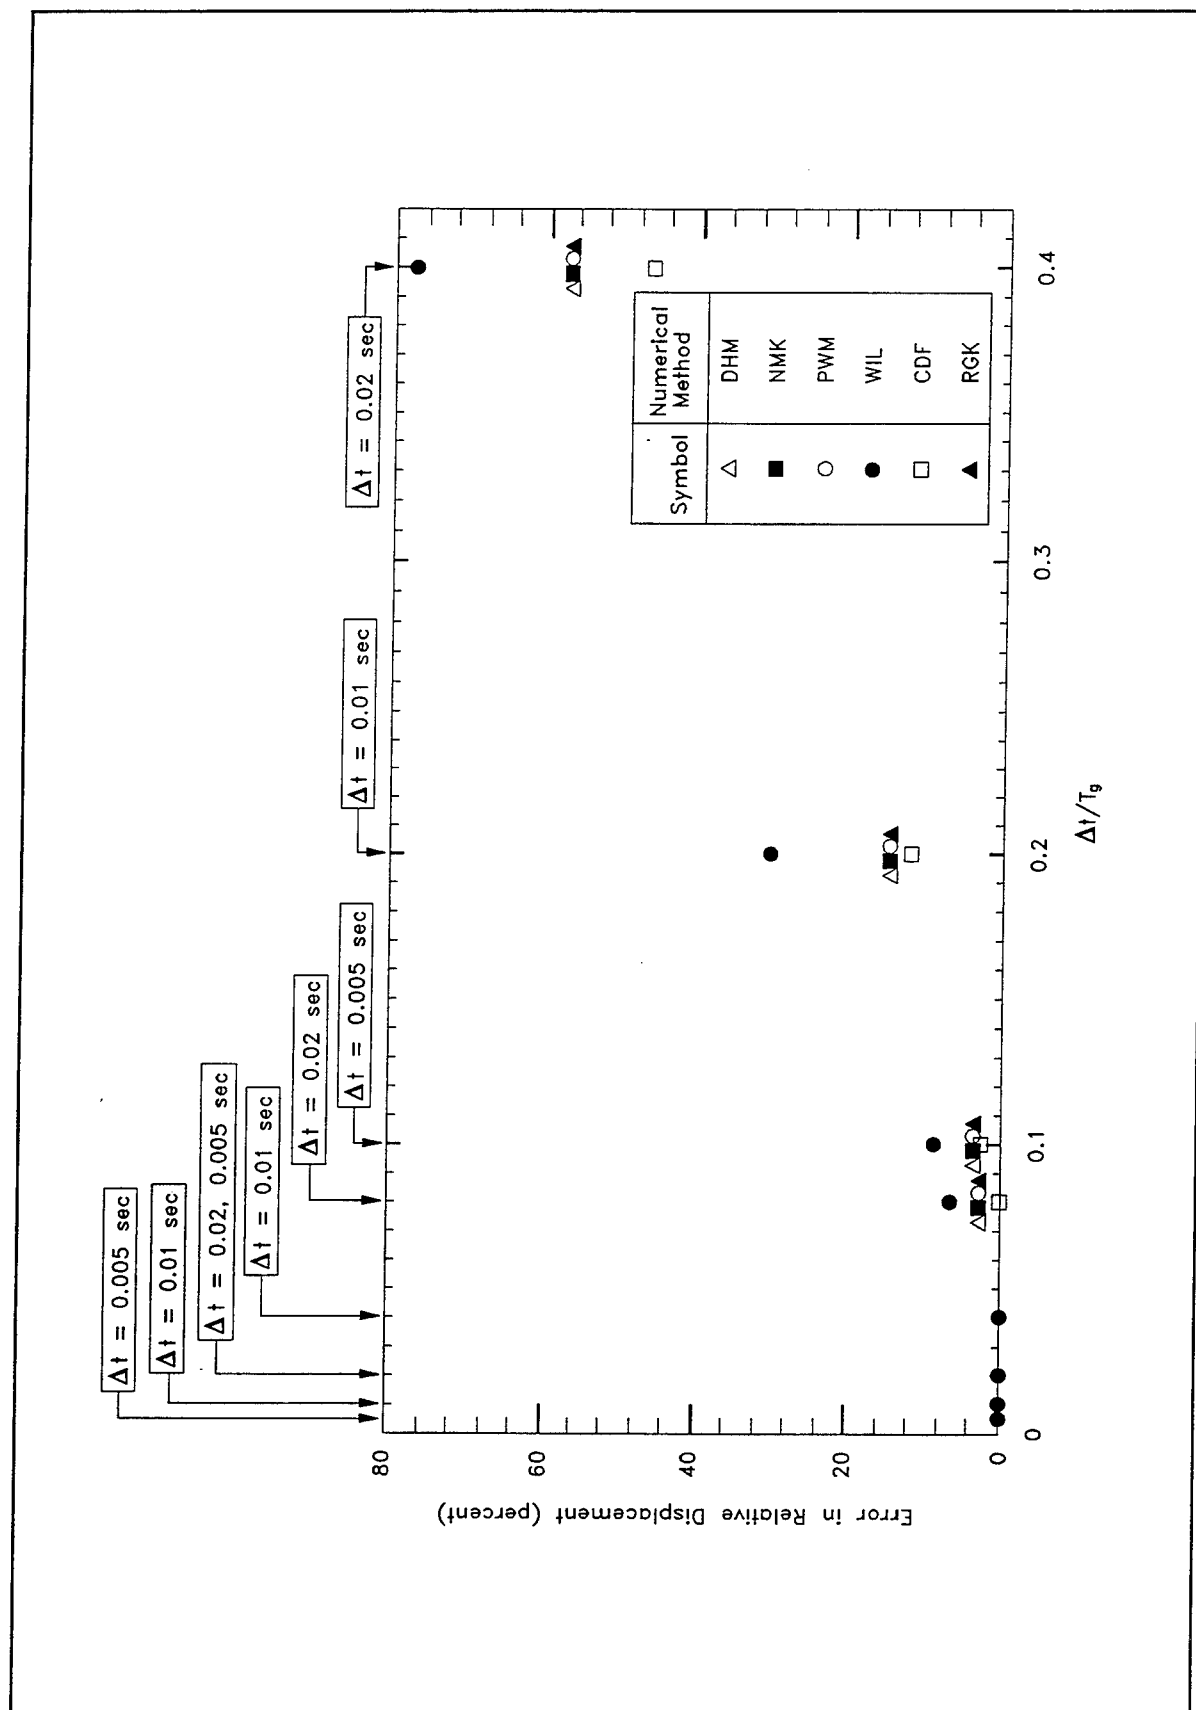 Δt = 0.005 sec
Δt = 0.01 sec
Δt = 0.02, 0.005 sec
Δt = 0.01 sec
Δt = 0.02 sec
Δt = 0.005 sec
Δt = 0.01 sec
Δt = 0.02 sec
80
60
40
20
0
Error in Relative Displacement (percent)
Symbol Numerical
Method
DHM
NMK
PWM
WIL
CDF
RGK
0 0.1 0.2 0.3 0.4
Δt/Tg